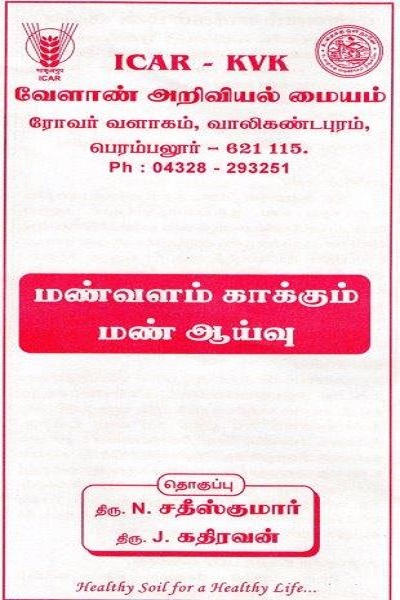 ICAR
ICAR - KVK
வேளாண் அறிவியல் மையம்
ரோவர் வளாகம், வாலிகண்டபுரம்,
பெரம்பலூர் – 621 115.
Ph : 04328 - 293251
மண்வளம் காக்கும்
மண் ஆய்வு
தொகுப்பு
திரு. N. சதீஸ்குமார்
திரு. J. கதிரவன்
Healthy Soil for a Healthy Life...